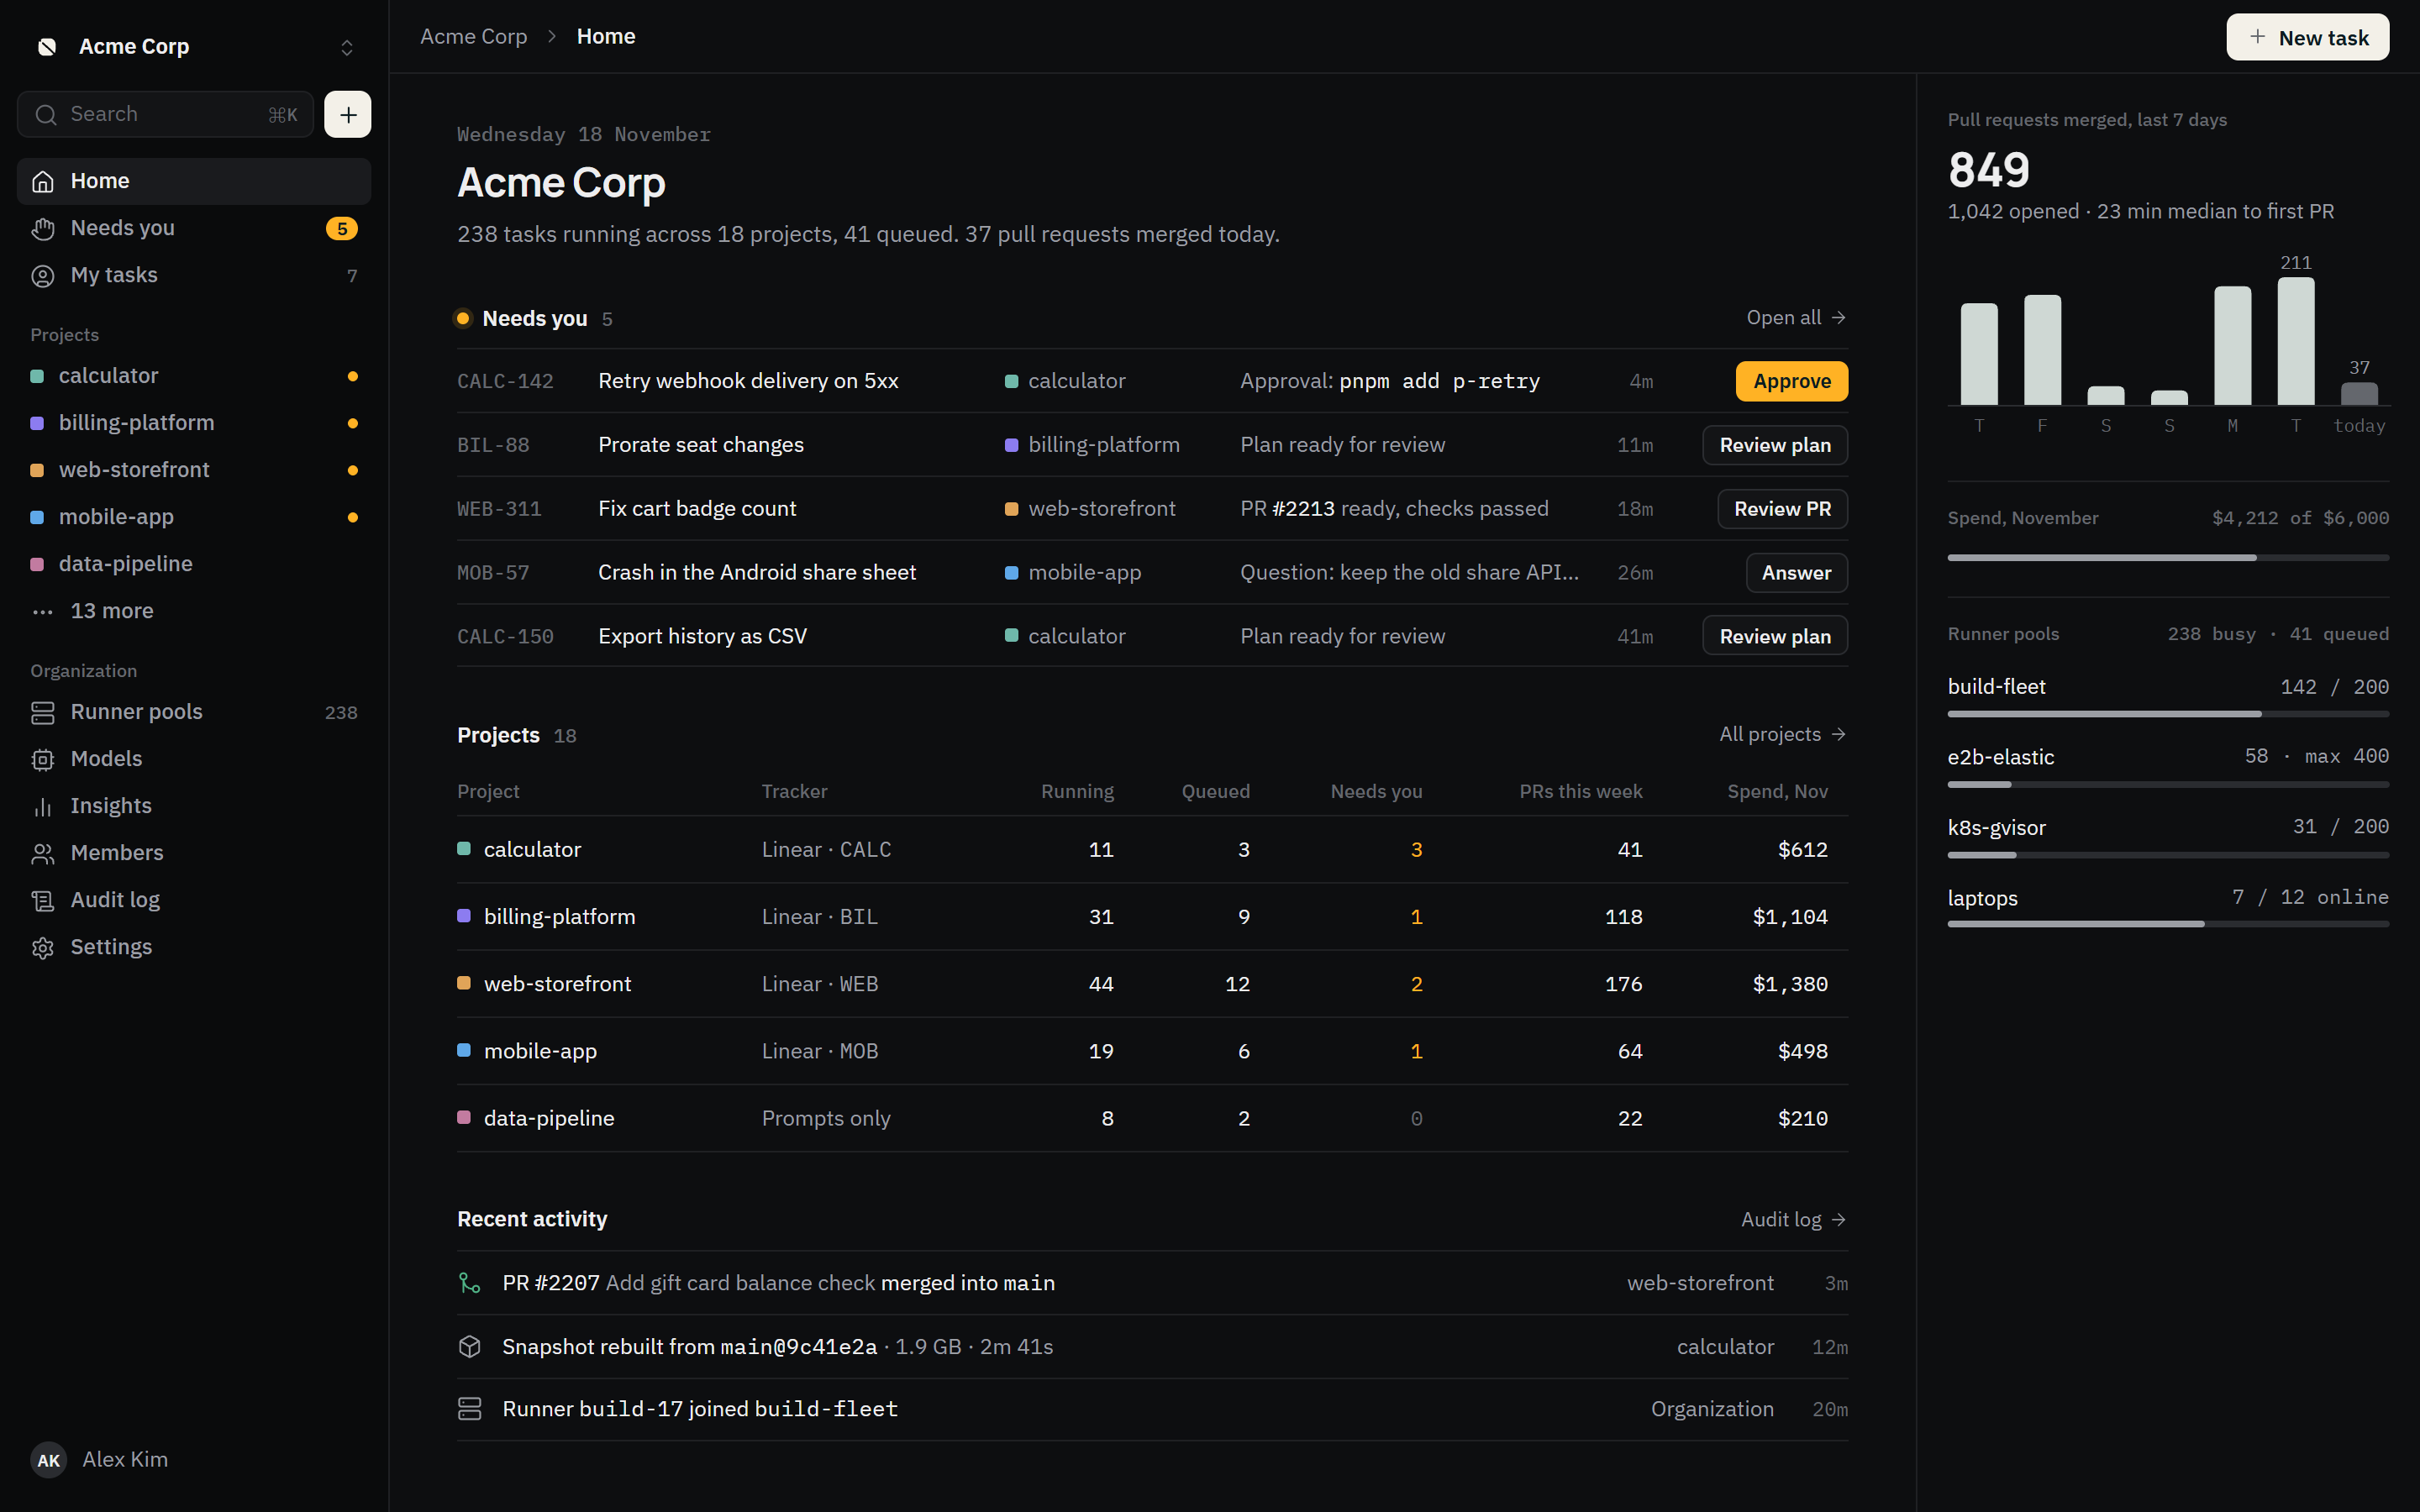 Acme Corp
Search ⌘K
Home
Needs you 5
My tasks 7
Projects
calculator
billing-platform
web-storefront
mobile-app
data-pipeline
13 more
Organization
Runner pools 238
Models
Insights
Members
Audit log
Settings
AK Alex Kim
Acme Corp > Home
New task
Wednesday 18 November
Acme Corp
238 tasks running across 18 projects, 41 queued. 37 pull requests merged today.
Needs you 5 Open all →
CALC-142 Retry webhook delivery on 5xx calculator Approval: pnpm add p-retry 4m Approve
BIL-88 Prorate seat changes billing-platform Plan ready for review 11m Review plan
WEB-311 Fix cart badge count web-storefront PR #2213 ready, checks passed 18m Review PR
MOB-57 Crash in the Android share sheet mobile-app Question: keep the old share API… 26m Answer
CALC-150 Export history as CSV calculator Plan ready for review 41m Review plan
Projects 18 All projects →
Project Tracker Running Queued Needs you PRs this week Spend, Nov
calculator Linear · CALC 11 3 3 41 $612
billing-platform Linear · BIL 31 9 1 118 $1,104
web-storefront Linear · WEB 44 12 2 176 $1,380
mobile-app Linear · MOB 19 6 1 64 $498
data-pipeline Prompts only 8 2 0 22 $210
Recent activity Audit log →
PR #2207 Add gift card balance check merged into main web-storefront 3m
Snapshot rebuilt from main@9c41e2a · 1.9 GB · 2m 41s calculator 12m
Runner build-17 joined build-fleet Organization 20m
Pull requests merged, last 7 days
849
1,042 opened · 23 min median to first PR
211
37
T F S S M T today
Spend, November $4,212 of $6,000
Runner pools 238 busy · 41 queued
build-fleet 142 / 200
e2b-elastic 58 · max 400
k8s-gvisor 31 / 200
laptops 7 / 12 online